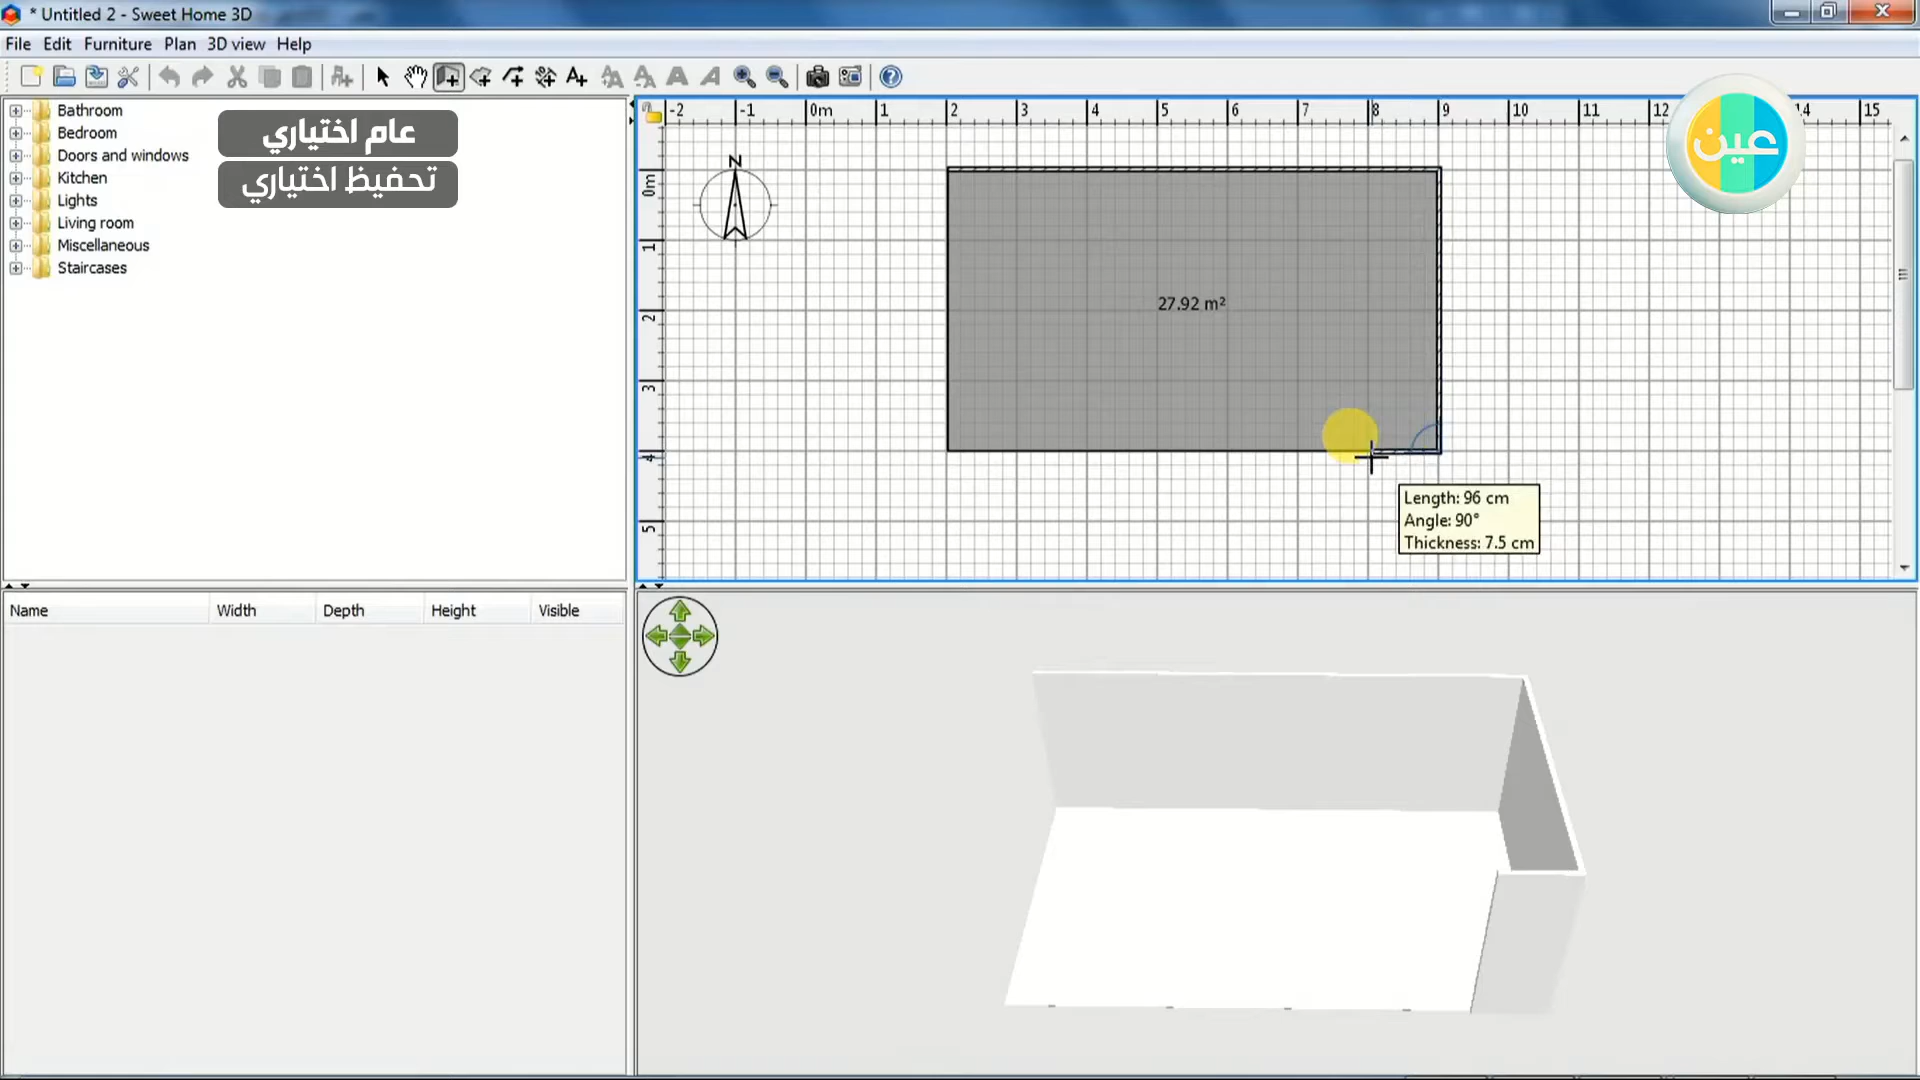 * Untitled 2 - Sweet Home 3D
File Edit Furniture Plan 3D view Help
Bathroom
Bedroom
Doors and windows
Kitchen
Lights
Living room
Miscellaneous
Staircases
عام اختياري
تحفيظ اختياري
-2 -1 0m 1 2 3 4 5 6 7 8 9 10 11 12 14 15
عين
N
0m
1
2
3
4
5
27.92 m²
Length: 96 cm
Angle: 90°
Thickness: 7.5 cm
Name Width Depth Height Visible